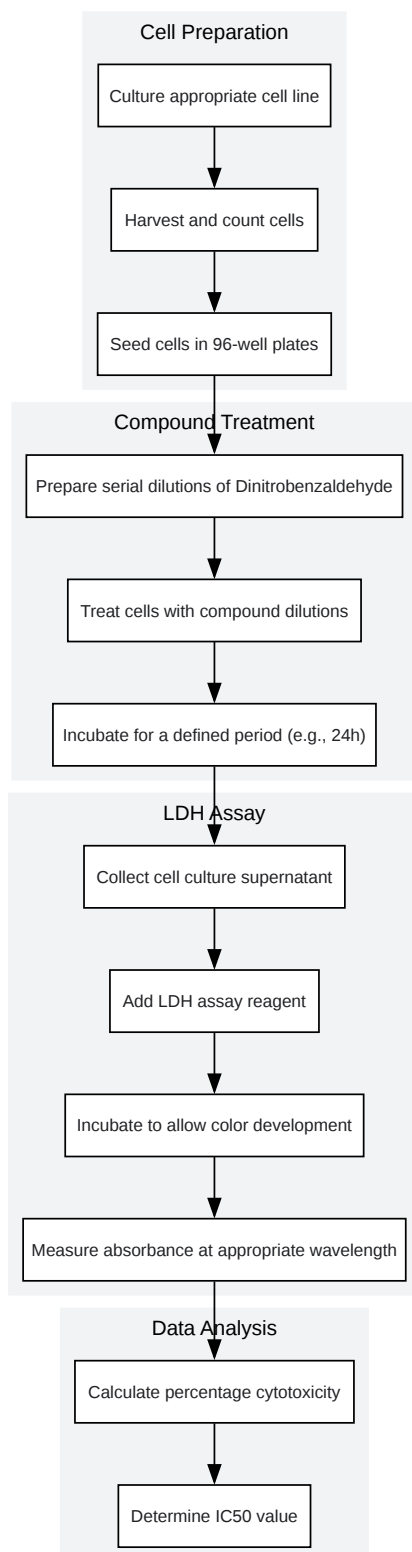 Cell Preparation
Culture appropriate cell line
Harvest and count cells
Seed cells in 96-well plates
Compound Treatment
Prepare serial dilutions of Dinitrobenzaldehyde
Treat cells with compound dilutions
Incubate for a defined period (e.g., 24h)
LDH Assay
Collect cell culture supernatant
Add LDH assay reagent
Incubate to allow color development
Measure absorbance at appropriate wavelength
Data Analysis
Calculate percentage cytotoxicity
Determine IC50 value